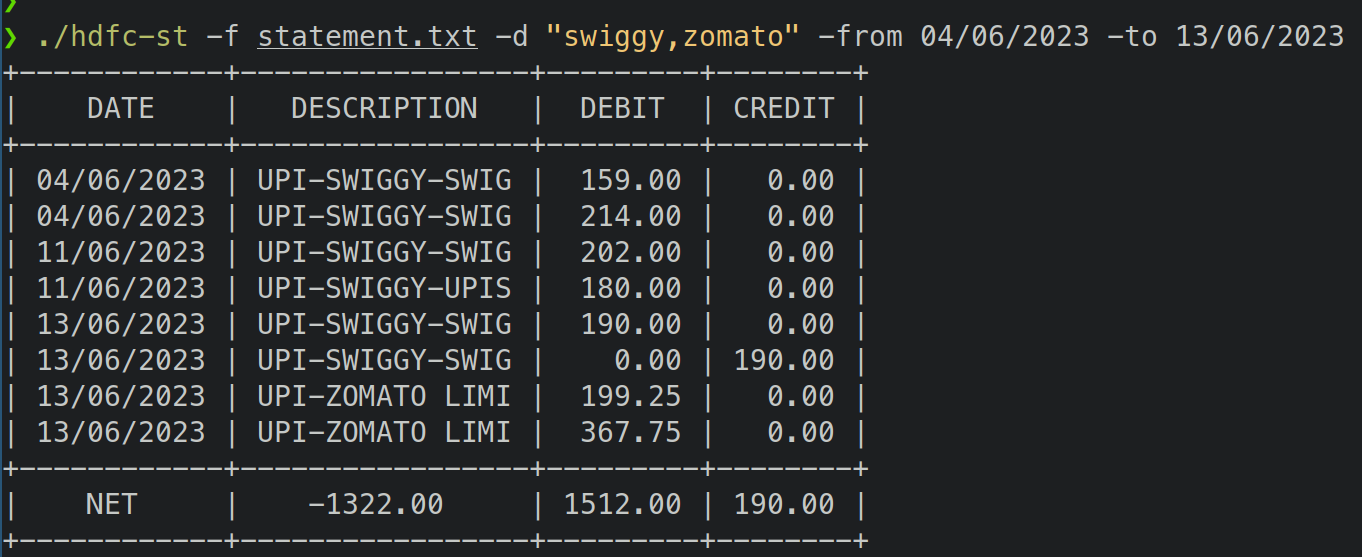 ❯
❯ ./hdfc-st -f statement.txt -d "swiggy,zomato" -from 04/06/2023 -to 13/06/2023
+------------+----------------+---------+--------+
|    DATE    |  DESCRIPTION   |  DEBIT  | CREDIT |
+------------+----------------+---------+--------+
| 04/06/2023 | UPI-SWIGGY-SWIG |  159.00 |   0.00 |
| 04/06/2023 | UPI-SWIGGY-SWIG |  214.00 |   0.00 |
| 11/06/2023 | UPI-SWIGGY-SWIG |  202.00 |   0.00 |
| 11/06/2023 | UPI-SWIGGY-UPIS |  180.00 |   0.00 |
| 13/06/2023 | UPI-SWIGGY-SWIG |  190.00 |   0.00 |
| 13/06/2023 | UPI-SWIGGY-SWIG |    0.00 | 190.00 |
| 13/06/2023 | UPI-ZOMATO LIMI |  199.25 |   0.00 |
| 13/06/2023 | UPI-ZOMATO LIMI |  367.75 |   0.00 |
+------------+----------------+---------+--------+
|    NET     |    -1322.00     | 1512.00 | 190.00 |
+------------+----------------+---------+--------+